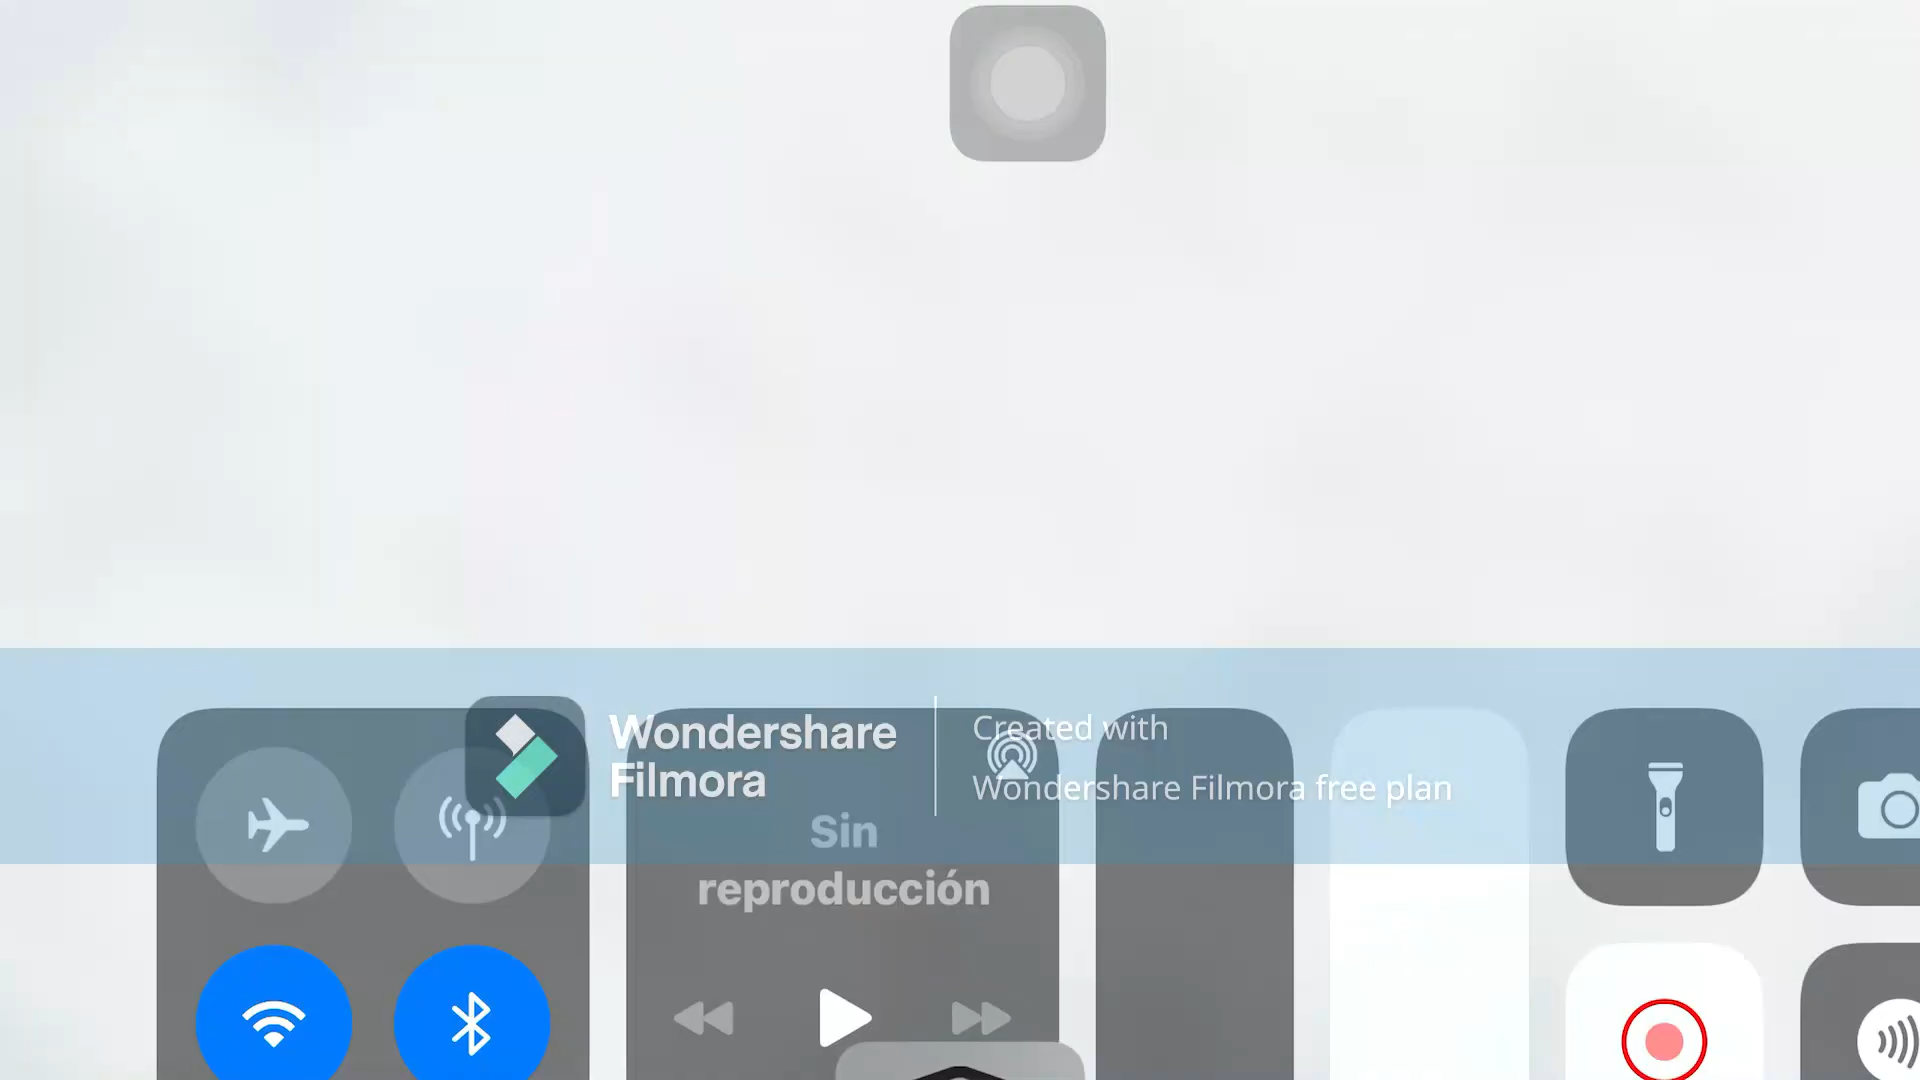 Wondershare
Filmora
Created with
Wondershare Filmora free plan
Sin
reproducción